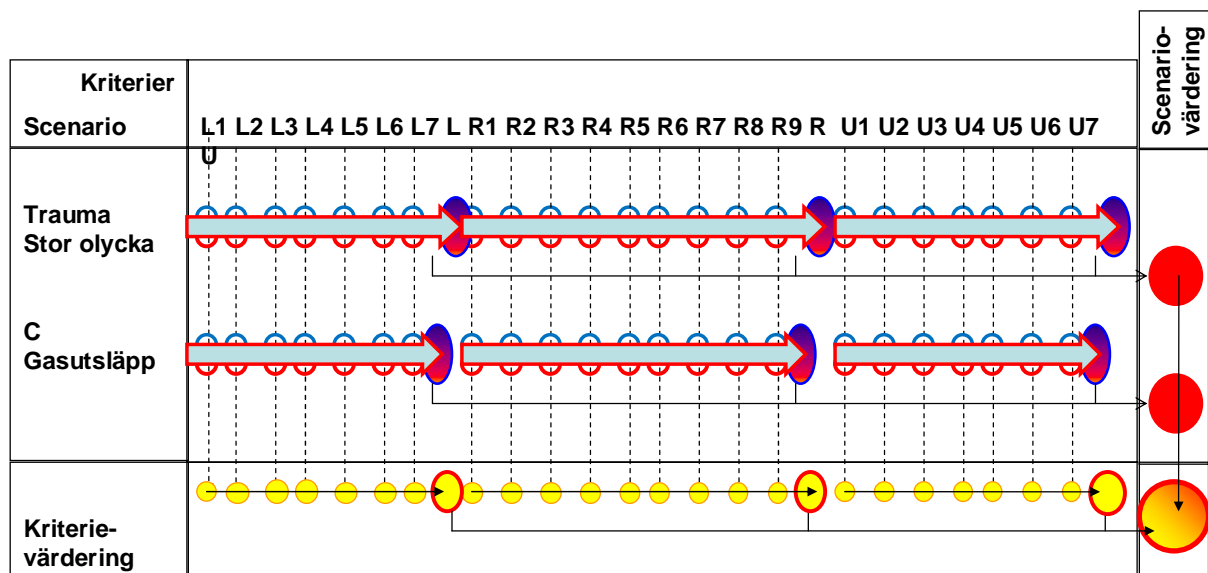 Kriterier
Scenario
L1 L2 L3 L4 L5 L6 L7 L R1 R2 R3 R4 R5 R6 R7 R8 R9 R U1 U2 U3 U4 U5 U6 U7
U
Scenario-
värdering
Trauma
Stor olycka
C
Gasutsläpp
Kriterie-
värdering